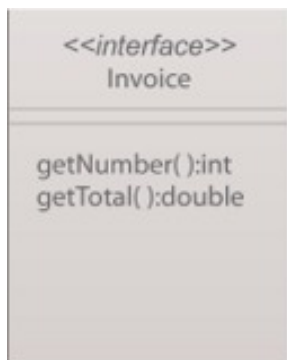 <<interface>>
Invoice
getNumber( ):int
getTotal( ):double